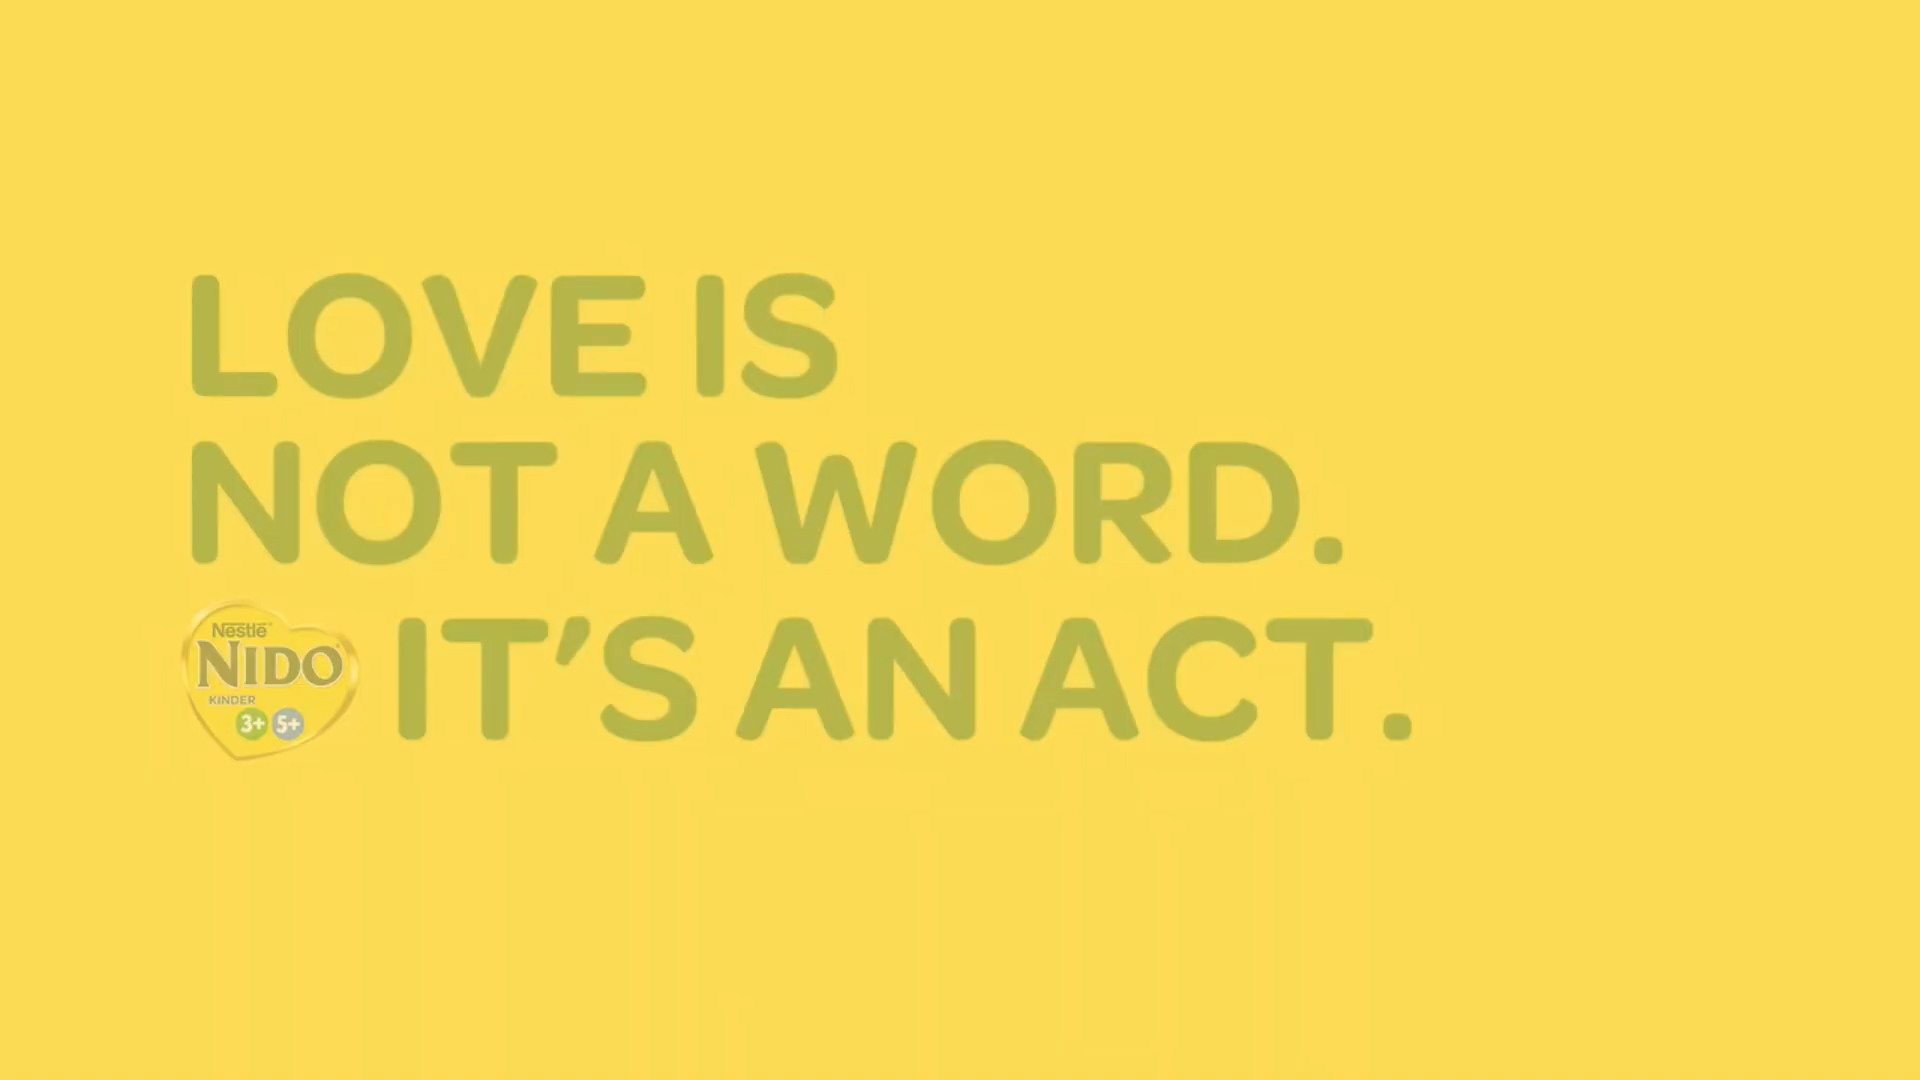 LOVE IS
NOT A WORD.
Nestlé
NIDO
KINDER
3+ 5+
IT'S AN ACT.